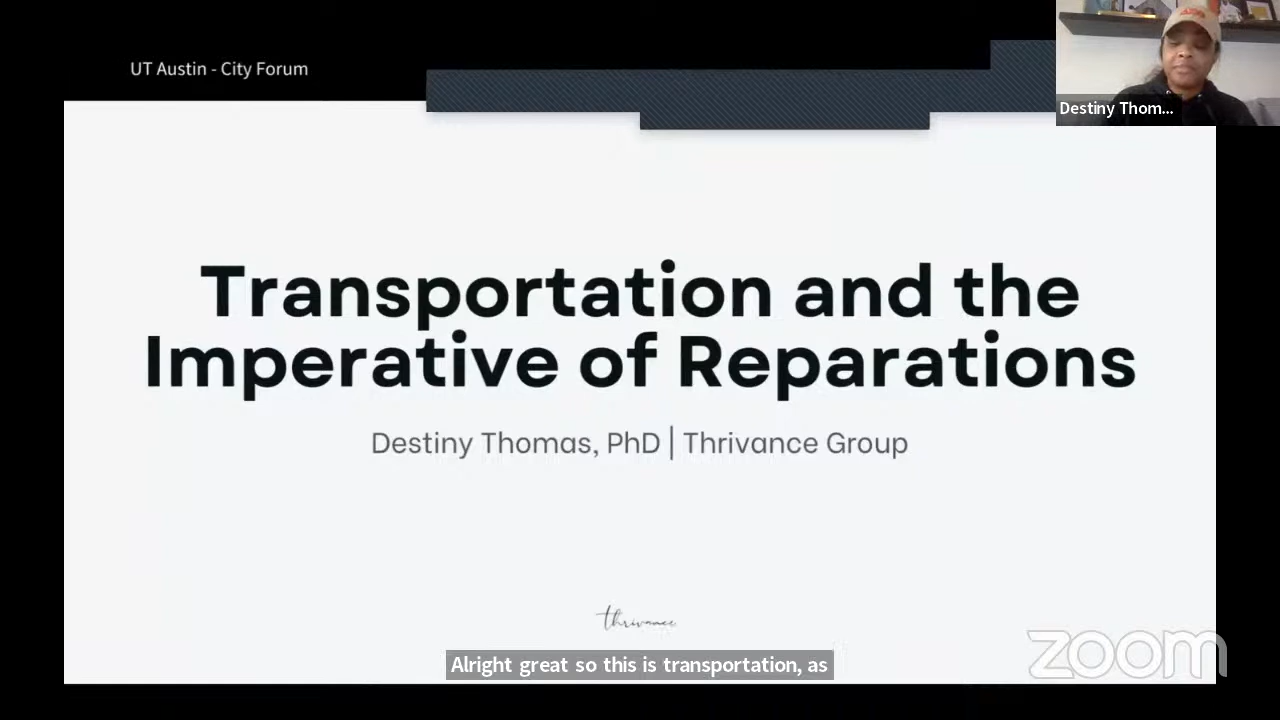 UT Austin - City Forum
Destiny Thom...
Transportation and the
Imperative of Reparations
Destiny Thomas, PhD | Thrivance Group
thrivance
Alright great so this is transportation, as
zoom